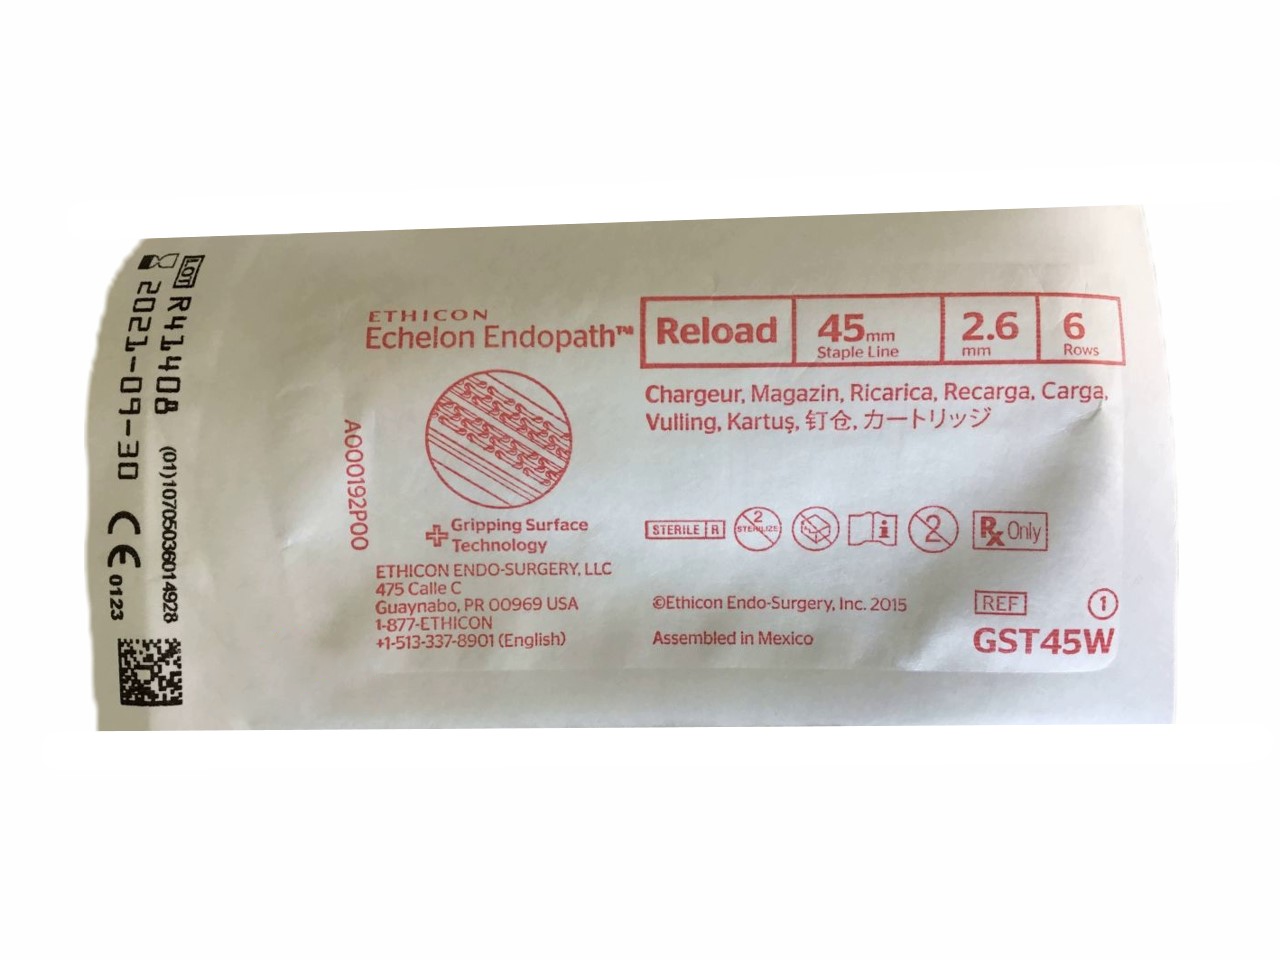 LOT R41408
2021-09-30
(01)10705036014928
CE 0123
ETHICON
Echelon Endopath™
Reload
45mm
Staple Line
2.6
mm
6
Rows
Chargeur, Magazin, Ricarica, Recarga, Carga,
Vulling, Kartuş, 钉仓, カートリッジ
A000192P00
Gripping Surface
Technology
STERILE R
2
STERILIZE
2
Rx Only
ETHICON ENDO-SURGERY, LLC
475 Calle C
Guaynabo, PR 00969 USA
1-877-ETHICON
+1-513-337-8901 (English)
©Ethicon Endo-Surgery, Inc. 2015
Assembled in Mexico
REF
1
GST45W